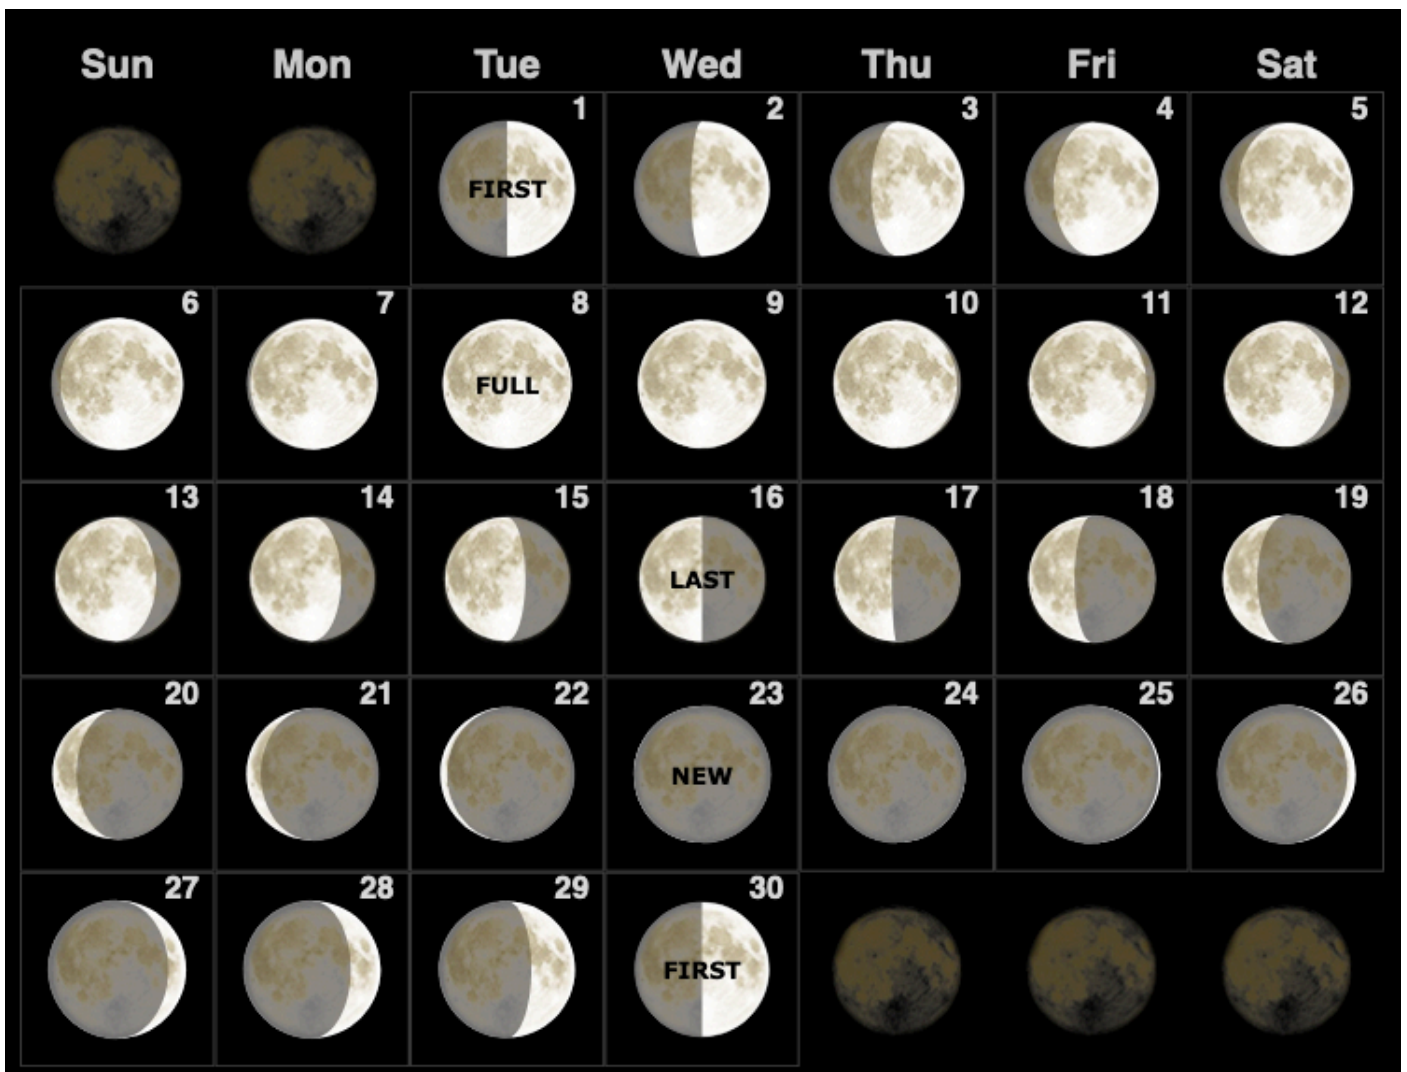 Sun Mon Tue Wed Thu Fri Sat
1 2 3 4 5
FIRST
6 7 8 9 10 11 12
FULL
13 14 15 16 17 18 19
LAST
20 21 22 23 24 25 26
NEW
27 28 29 30
FIRST